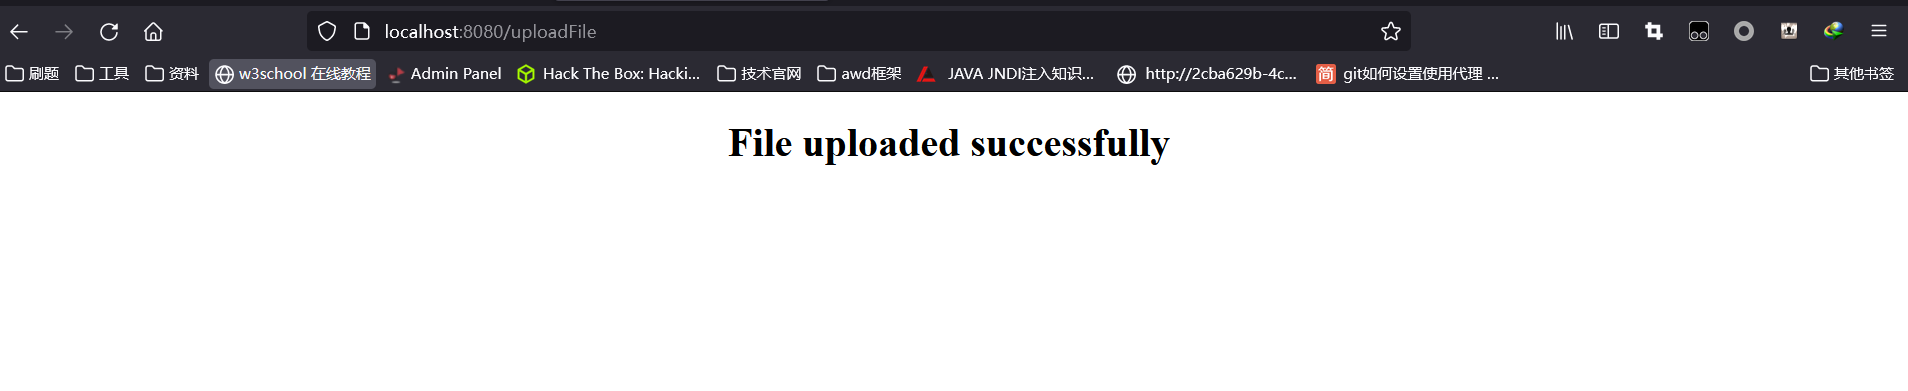 localhost:8080/uploadFile
刷题 工具 资料 w3school 在线教程 Admin Panel Hack The Box: Hacki... 技术官网 awd框架 JAVA JNDI注入知识... http://2cba629b-4c... 简 git如何设置使用代理 ... 其他书签
File uploaded successfully